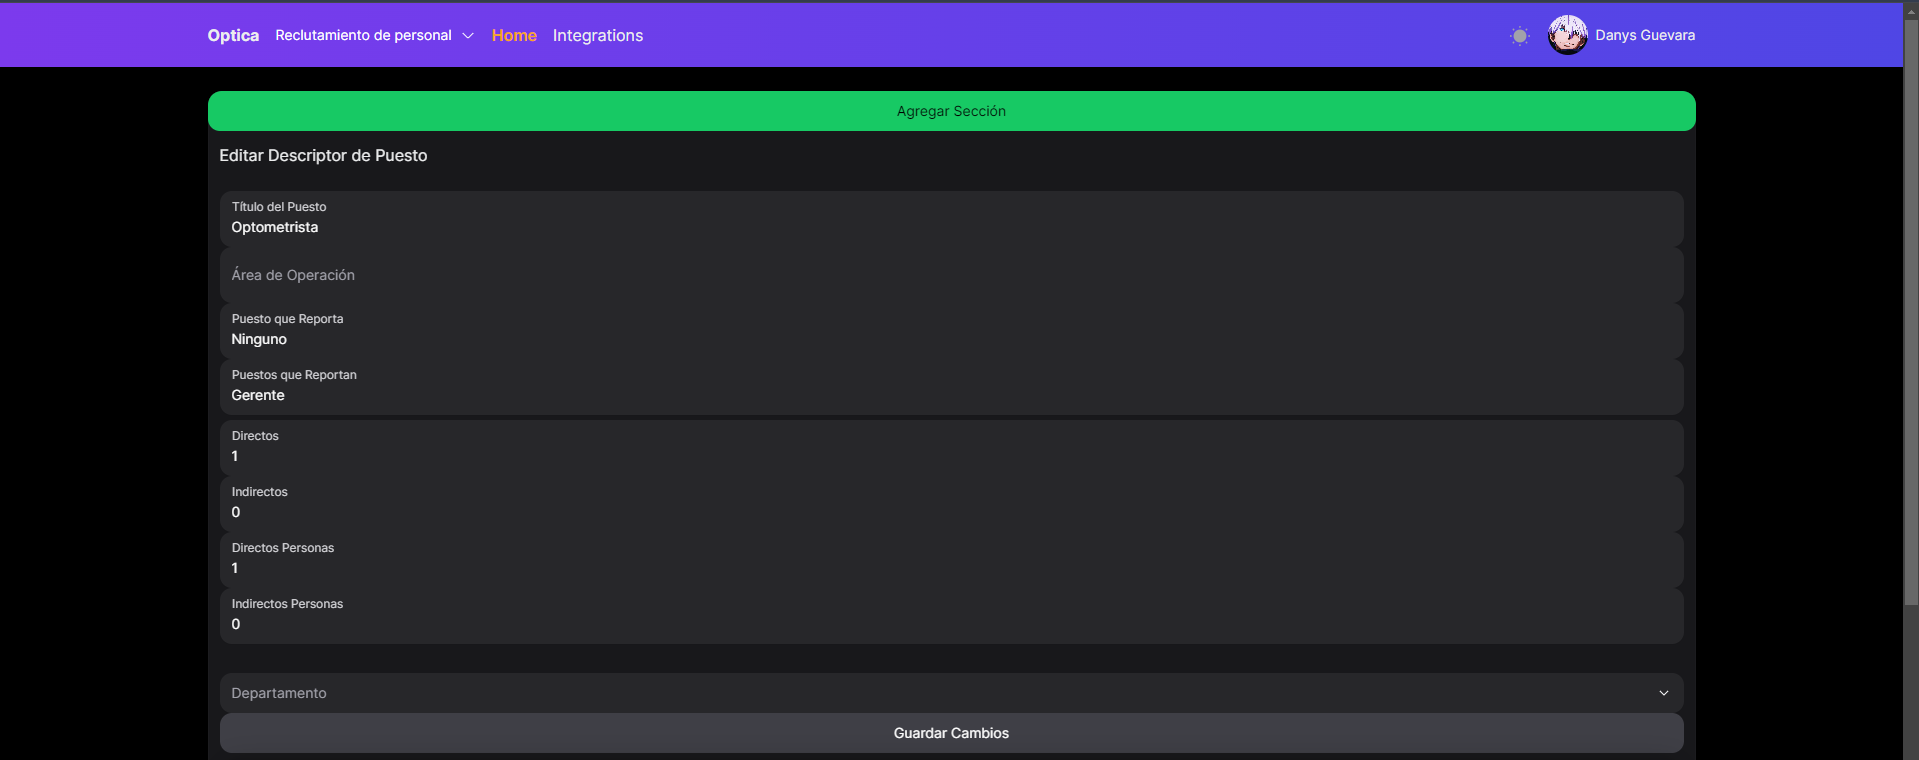 Optica Reclutamiento de personal Home Integrations Danys Guevara
Agregar Sección
Editar Descriptor de Puesto
Título del Puesto
Optometrista
Área de Operación
Puesto que Reporta
Ninguno
Puestos que Reportan
Gerente
Directos
1
Indirectos
0
Directos Personas
1
Indirectos Personas
0
Departamento
Guardar Cambios